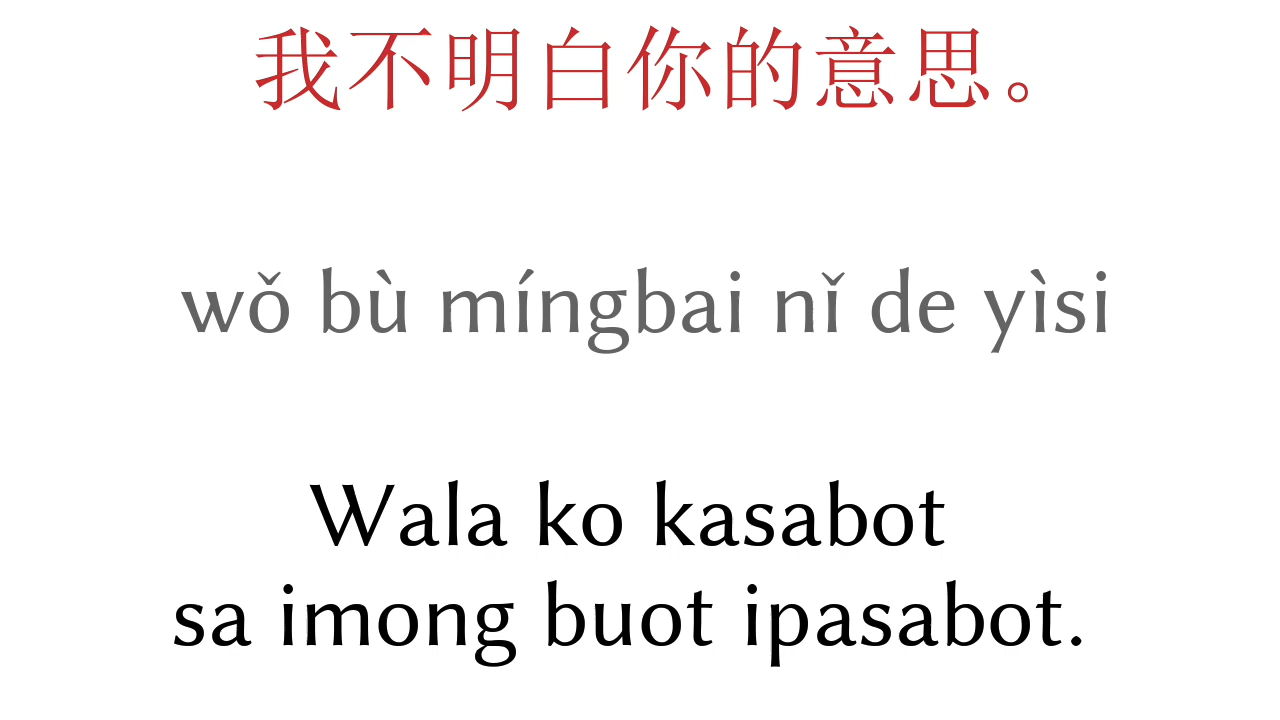 我不明白你的意思。
wǒ bù míngbai nǐ de yìsi
Wala ko kasabot
sa imong buot ipasabot.